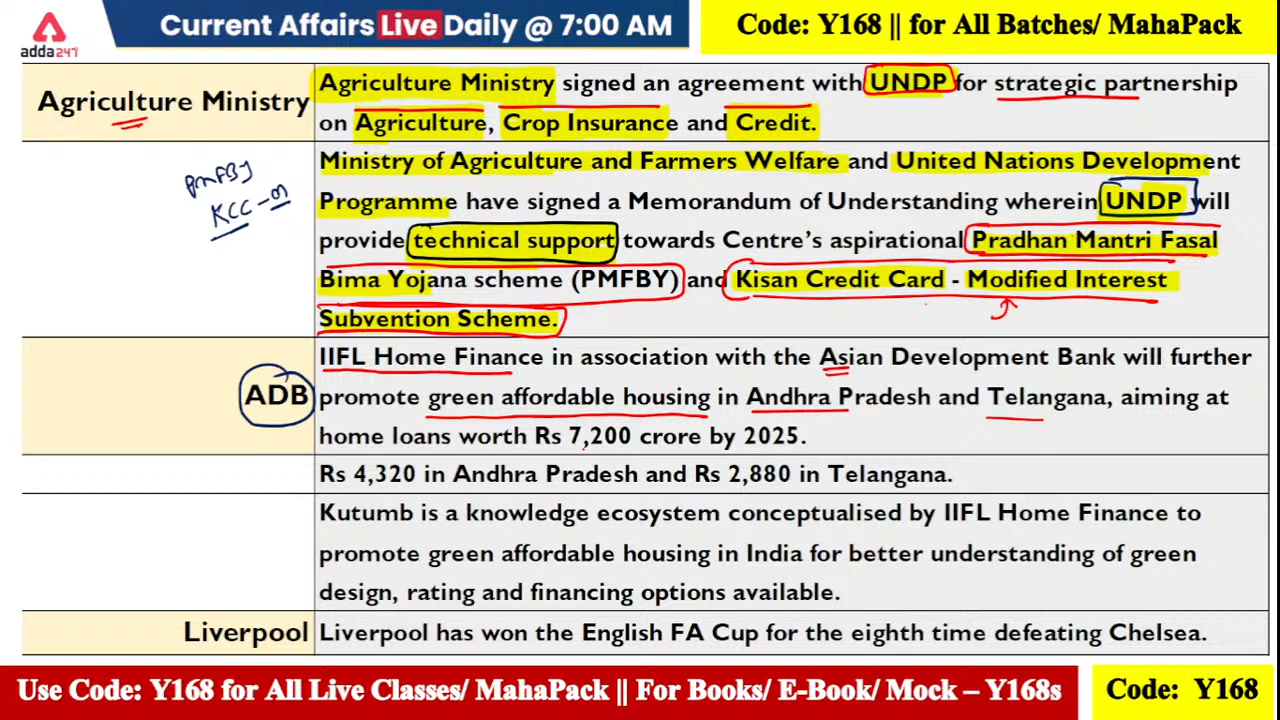 adda247
Current Affairs Live Daily @ 7:00 AM
Code: Y168 || for All Batches/ MahaPack
Agriculture Ministry
Agriculture Ministry signed an agreement with UNDP for strategic partnership
on Agriculture, Crop Insurance and Credit.
PMFBY
KCC - M
Ministry of Agriculture and Farmers Welfare and United Nations Development
Programme have signed a Memorandum of Understanding wherein UNDP will
provide technical support towards Centre's aspirational Pradhan Mantri Fasal
Bima Yojana scheme (PMFBY) and Kisan Credit Card - Modified Interest
Subvention Scheme.
ADB
IIFL Home Finance in association with the Asian Development Bank will further
promote green affordable housing in Andhra Pradesh and Telangana, aiming at
home loans worth Rs 7,200 crore by 2025.
Rs 4,320 in Andhra Pradesh and Rs 2,880 in Telangana.
Kutumb is a knowledge ecosystem conceptualised by IIFL Home Finance to
promote green affordable housing in India for better understanding of green
design, rating and financing options available.
Liverpool
Liverpool has won the English FA Cup for the eighth time defeating Chelsea.
Use Code: Y168 for All Live Classes/ MahaPack || For Books/ E-Book/ Mock – Y168s
Code: Y168